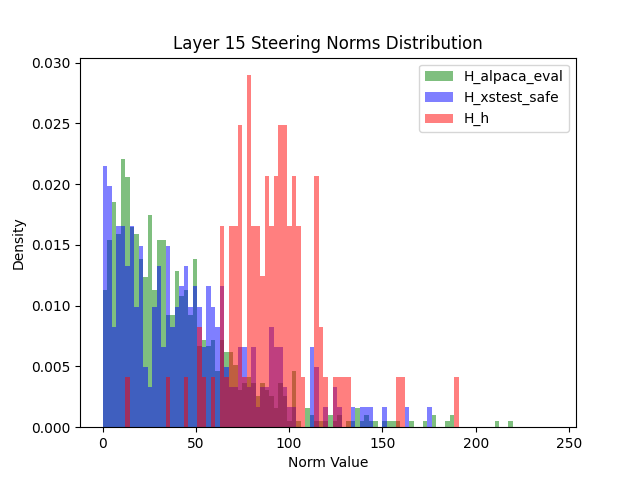 Layer 15 Steering Norms Distribution
H_alpaca_eval
H_xstest_safe
H_h
0.030
0.025
0.020
0.015
0.010
0.005
0.000
Density
0
50
100
150
200
250
Norm Value